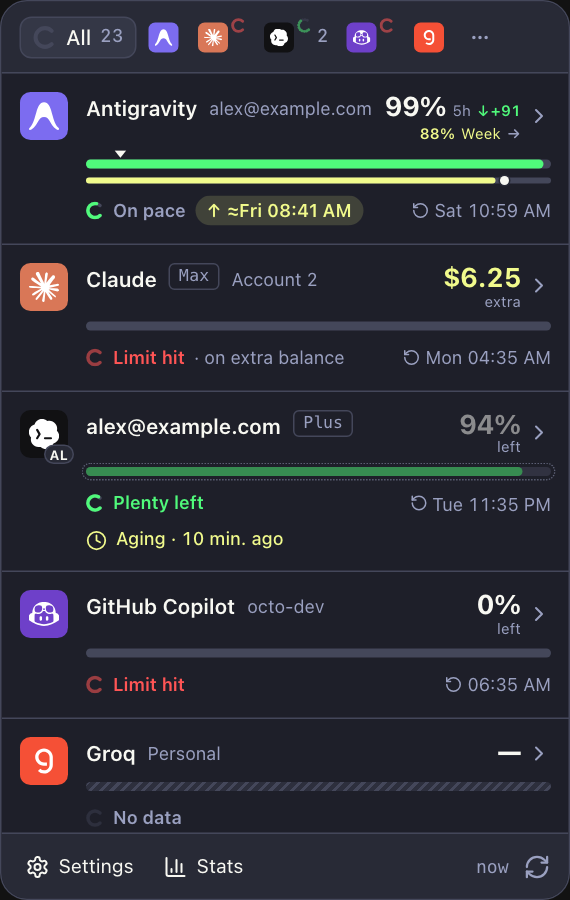 All 23 2 ···
Antigravity alex@example.com 99% 5h ↓+91
88% Week →
On pace ↑ ≈Fri 08:41 AM Sat 10:59 AM
Claude Max Account 2 $6.25
extra
Limit hit · on extra balance Mon 04:35 AM
alex@example.com Plus 94%
AL left
Plenty left Tue 11:35 PM
Aging · 10 min. ago
GitHub Copilot octo-dev 0%
left
Limit hit 06:35 AM
Groq Personal —
No data
Settings Stats now